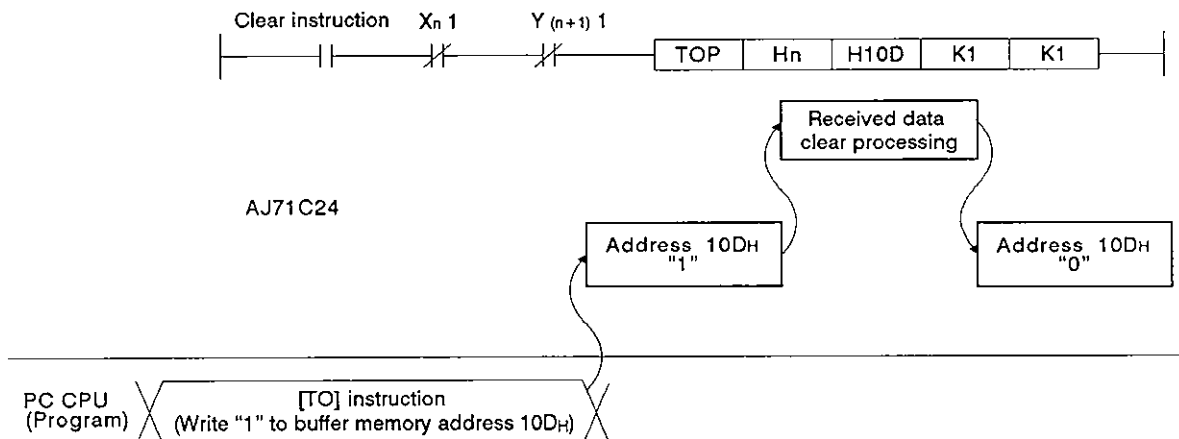 Clear instruction Xn 1 Y (n+1) 1
TOP Hn H10D K1 K1
Received data
clear processing
AJ71C24
Address 10DH
"1"
Address 10DH
"0"
PC CPU
(Program)
[TO] instruction
(Write "1" to buffer memory address 10DH)